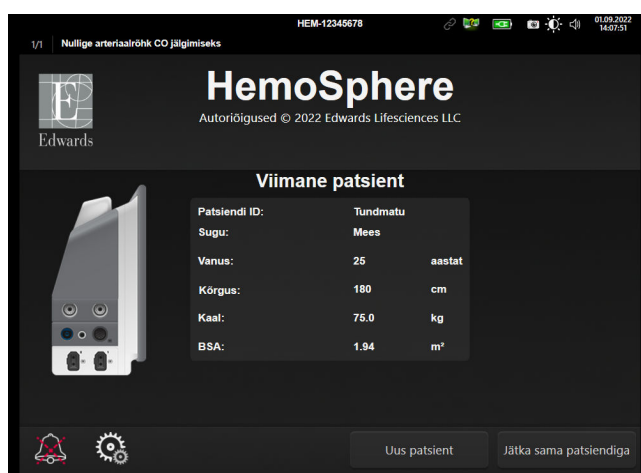 HEM-12345678
01.09.2022
14:07:51
1/1 Nullige arteriaalrõhk CO jälgimiseks
HemoSphere
Autoriõigused © 2022 Edwards Lifesciences LLC
E
Edwards
Viimane patsient
Patsiendi ID: Tundmatu
Sugu: Mees
Vanus: 25 aastat
Kõrgus: 180 cm
Kaal: 75.0 kg
BSA: 1.94 m²
Uus patsient
Jätka sama patsiendiga